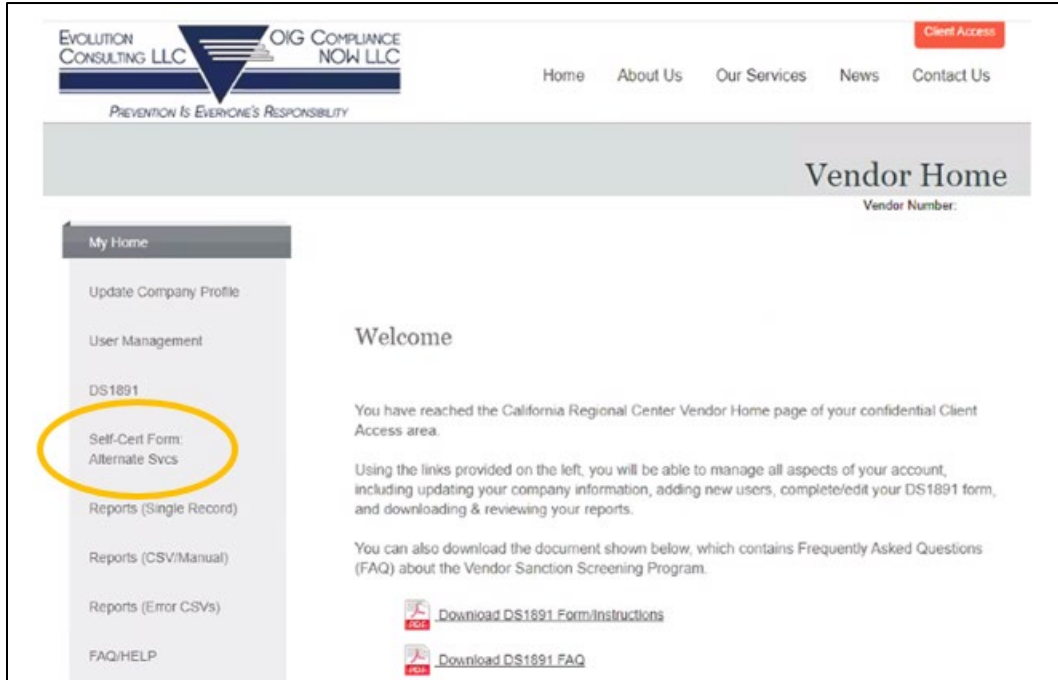 EVOLUTION
CONSULTING LLC
OIG COMPLIANCE
NOW LLC
PREVENTION IS EVERYONE'S RESPONSIBILITY
Client Access
Home About Us Our Services News Contact Us
Vendor Home
Vendor Number:
My Home
Update Company Profile
User Management
DS1891
Self-Cert Form:
Alternate Svcs
Reports (Single Record)
Reports (CSV/Manual)
Reports (Error CSVs)
FAQ/HELP
Welcome
You have reached the California Regional Center Vendor Home page of your confidential Client
Access area.
Using the links provided on the left, you will be able to manage all aspects of your account,
including updating your company information, adding new users, complete/edit your DS1891 form,
and downloading & reviewing your reports.
You can also download the document shown below, which contains Frequently Asked Questions
(FAQ) about the Vendor Sanction Screening Program.
PDF Download DS1891 Form/Instructions
PDF Download DS1891 FAQ